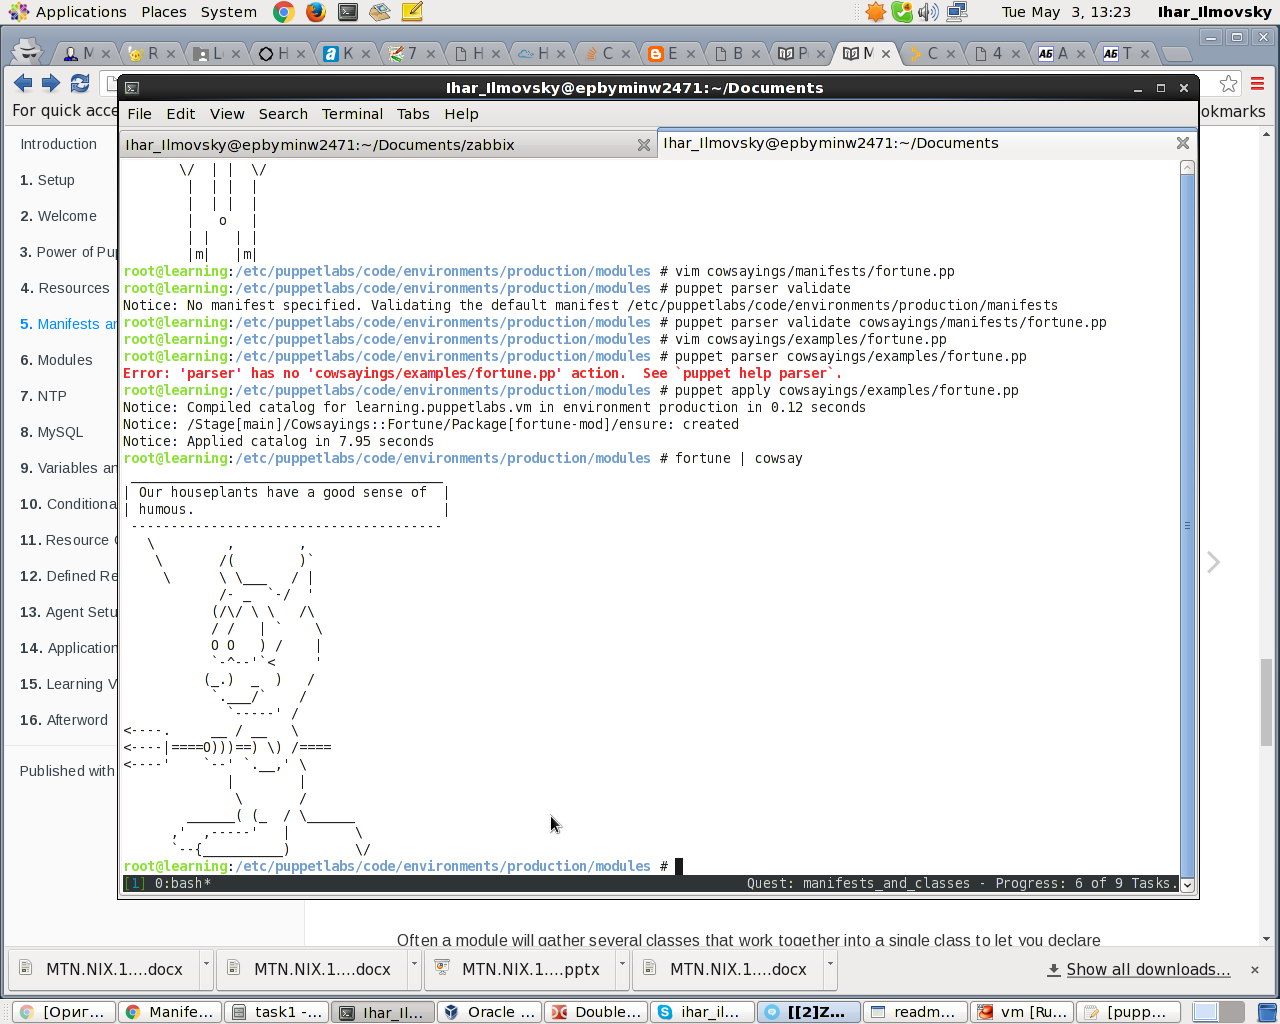 Applications Places System Tue May 3, 13:23 Ihar_Ilmovsky
M R L H K 7 H H C E B P M C 4 А T
Ihar_Ilmovsky@epbyminw2471:~/Documents
For quick acce okmarks
File Edit View Search Terminal Tabs Help
Ihar_Ilmovsky@epbyminw2471:~/Documents/zabbix
Ihar_Ilmovsky@epbyminw2471:~/Documents
Introduction
1. Setup
2. Welcome
3. Power of Pup
4. Resources
5. Manifests ar
6. Modules
7. NTP
8. MySQL
9. Variables an
10. Conditiona
11. Resource O
12. Defined Re
13. Agent Setu
14. Application
15. Learning V
16. Afterword
Published with
root@learning:/etc/puppetlabs/code/environments/production/modules # vim cowsayings/manifests/fortune.pp
root@learning:/etc/puppetlabs/code/environments/production/modules # puppet parser validate
Notice: No manifest specified. Validating the default manifest /etc/puppetlabs/code/environments/production/manifests
root@learning:/etc/puppetlabs/code/environments/production/modules # puppet parser validate cowsayings/manifests/fortune.pp
root@learning:/etc/puppetlabs/code/environments/production/modules # vim cowsayings/examples/fortune.pp
root@learning:/etc/puppetlabs/code/environments/production/modules # puppet parser cowsayings/examples/fortune.pp
Error: 'parser' has no 'cowsayings/examples/fortune.pp' action.  See `puppet help parser`.
root@learning:/etc/puppetlabs/code/environments/production/modules # puppet apply cowsayings/examples/fortune.pp
Notice: Compiled catalog for learning.puppetlabs.vm in environment production in 0.12 seconds
Notice: /Stage[main]/Cowsayings::Fortune/Package[fortune-mod]/ensure: created
Notice: Applied catalog in 7.95 seconds
root@learning:/etc/puppetlabs/code/environments/production/modules # fortune | cowsay
| Our houseplants have a good sense of |
| humous. |
root@learning:/etc/puppetlabs/code/environments/production/modules #
[1] 0:bash* Quest: manifests_and_classes - Progress: 6 of 9 Tasks.
Often a module will gather several classes that work together into a single class to let you declare
MTN.NIX.1....docx MTN.NIX.1....docx MTN.NIX.1....pptx MTN.NIX.1....docx Show all downloads...
[Ориг... Manife... task1 -... Ihar_Il... Oracle ... Double... ihar_il... [[2]Z... readm... vm [Ru... [pupp...